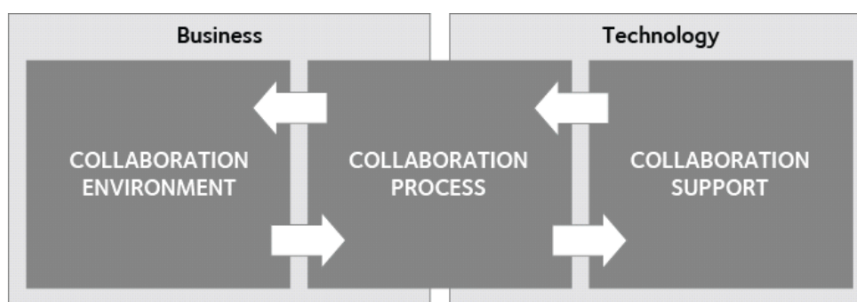 Business
Technology
COLLABORATION
ENVIRONMENT
COLLABORATION
PROCESS
COLLABORATION
SUPPORT